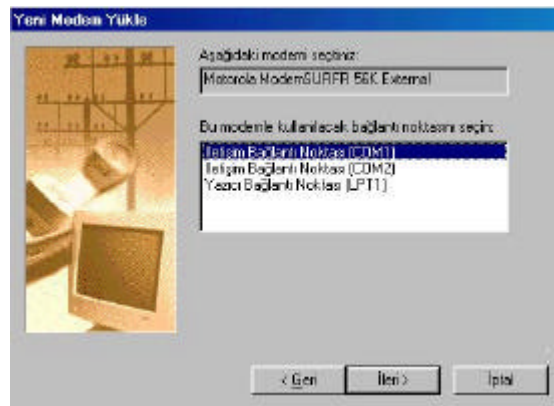 Yeni Modem Yükle
Aşağıdaki modemi seçtiniz:
Motorola ModemSURFR 56K External
Bu modemle kullanılacak bağlantı noktasını seçin:
İletişim Bağlantı Noktası (COM1)
İletişim Bağlantı Noktası (COM2)
Yazıcı Bağlantı Noktası (LPT1)
< Geri
İleri >
İptal